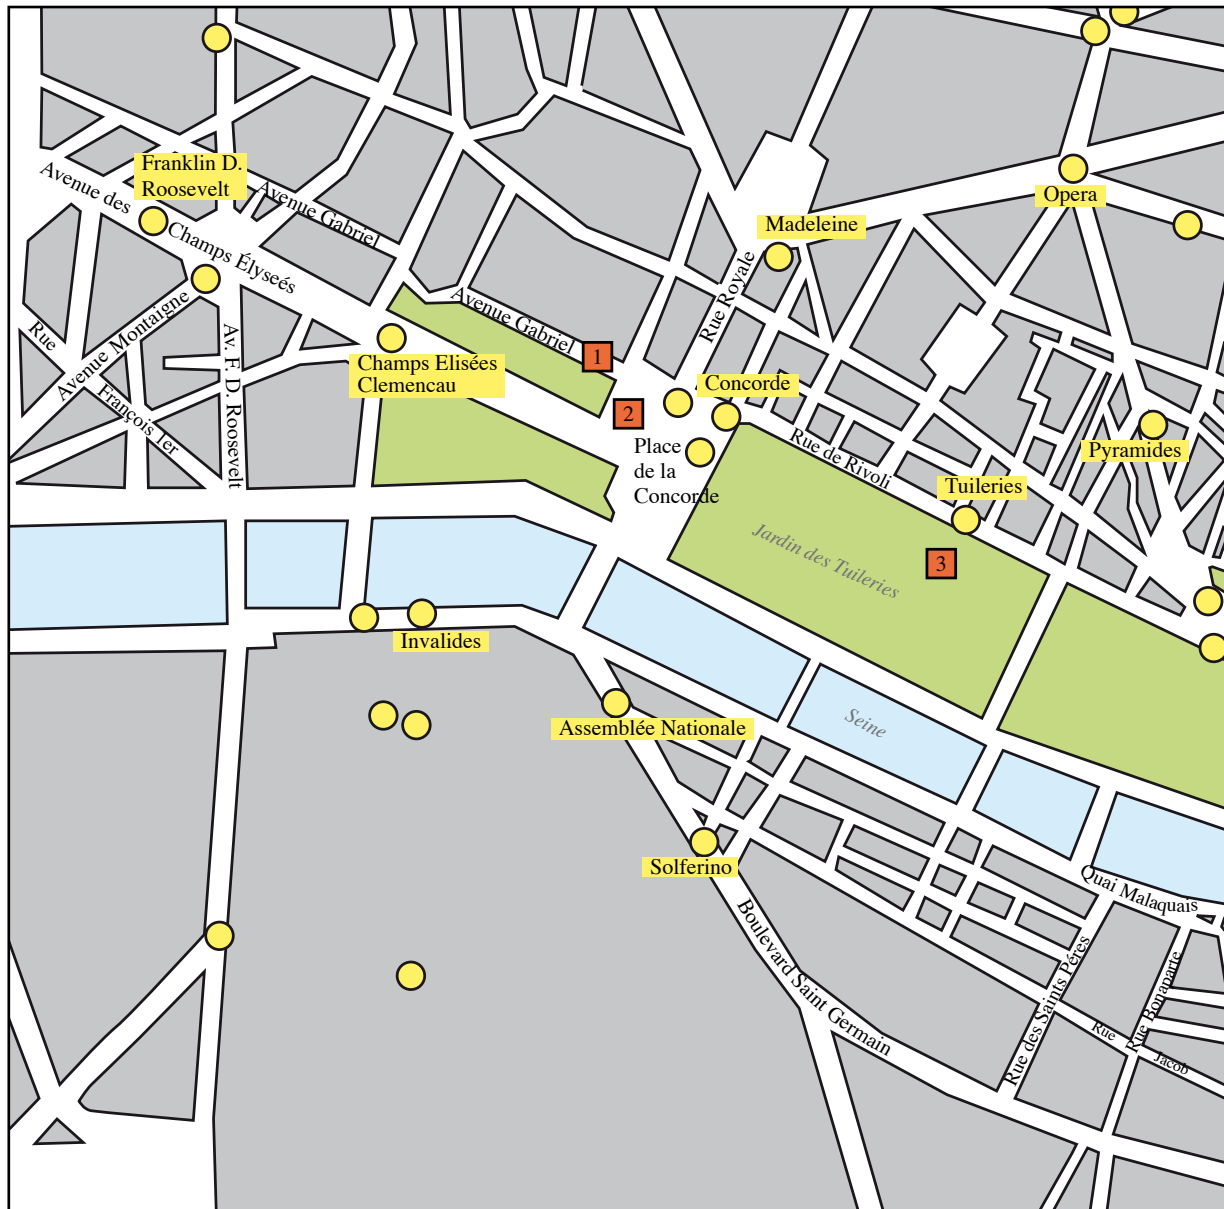 Franklin D.
Roosevelt
Avenue des
Champs Élyseés
Avenue Gabriel
Opera
Madeleine
Rue Royale
Avenue Gabriel
Avenue Montaigne
Rue
François 1er
Av. F. D. Roosevelt
1
Champs Elisées
Clemencau
Concorde
2
Place
de la
Concorde
Rue de Rivoli
Pyramides
Tuileries
Jardin des Tuileries
3
Invalides
Assemblée Nationale
Seine
Solferino
Quai Malaquais
Boulevard Saint Germain
Rue des Saints Péres
Rue Bonaparte
Rue
Jacob